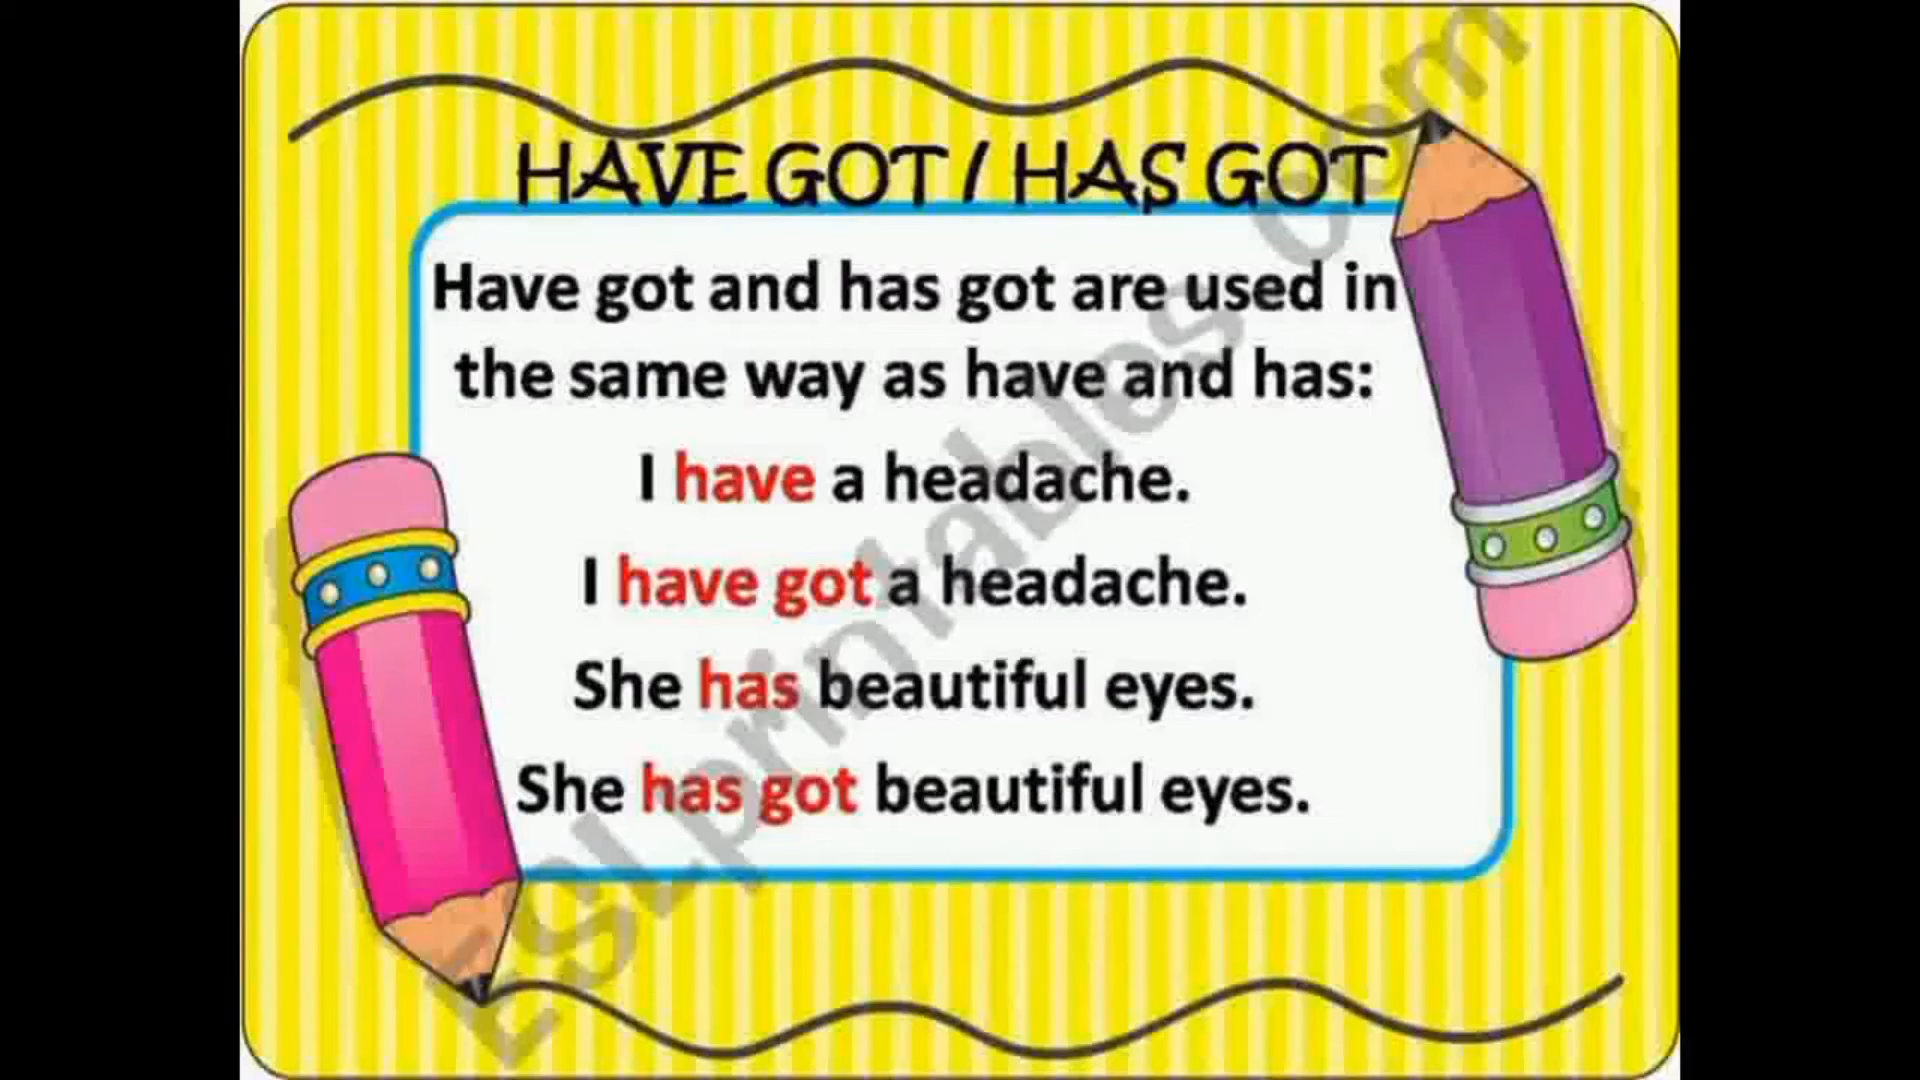 HAVE GOT / HAS GOT
Have got and has got are used in
the same way as have and has:
I have a headache.
I have got a headache.
She has beautiful eyes.
She has got beautiful eyes.
ESLprintables.com